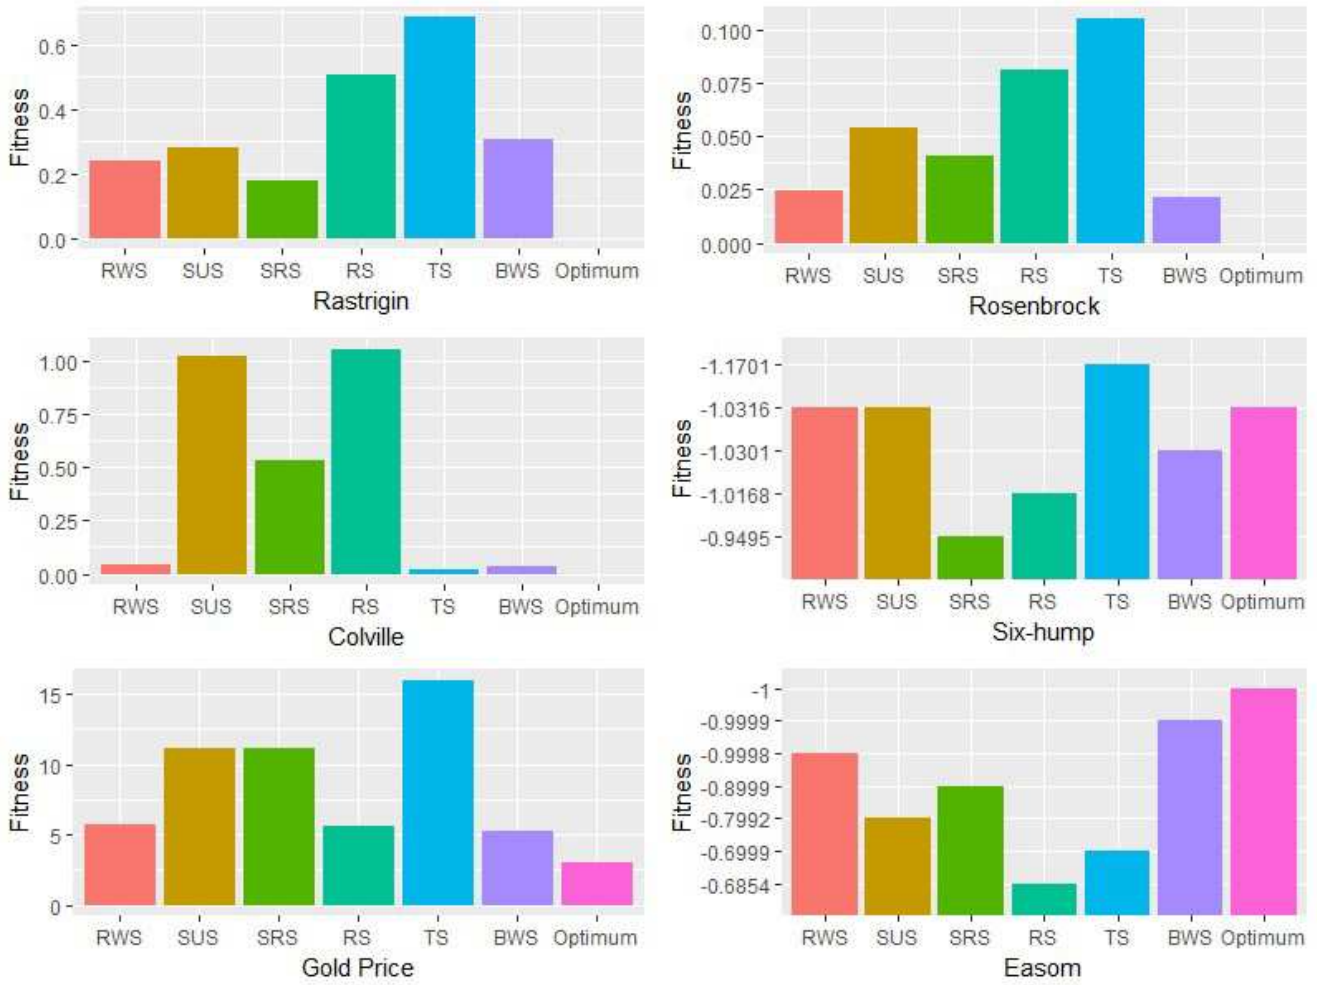 Fitness
0.6
0.4
0.2
0.0
RWS SUS SRS RS TS BWS Optimum
Rastrigin
Fitness
0.100
0.075
0.050
0.025
0.000
RWS SUS SRS RS TS BWS Optimum
Rosenbrock
Fitness
1.00
0.75
0.50
0.25
0.00
RWS SUS SRS RS TS BWS Optimum
Colville
Fitness
-1.1701
-1.0316
-1.0301
-1.0168
-0.9495
RWS SUS SRS RS TS BWS Optimum
Six-hump
Fitness
15
10
5
0
RWS SUS SRS RS TS BWS Optimum
Gold Price
Fitness
-1
-0.9999
-0.9998
-0.8999
-0.7992
-0.6999
-0.6854
RWS SUS SRS RS TS BWS Optimum
Easom